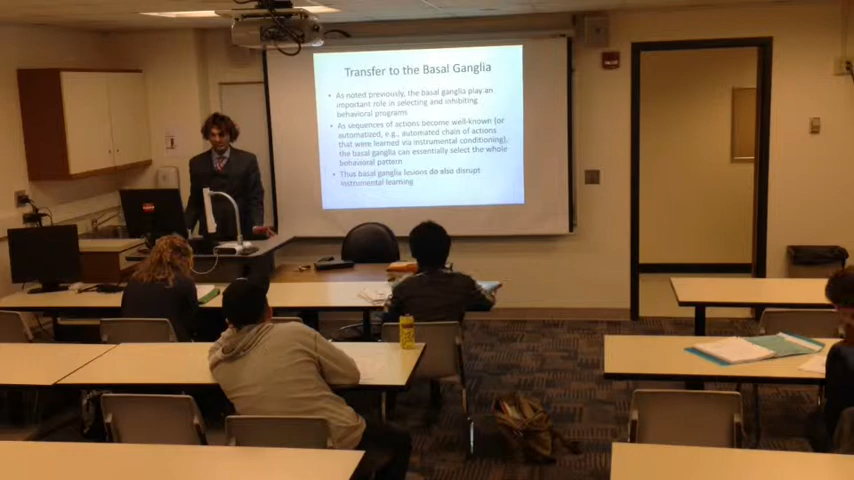 Transfer to the Basal Ganglia
• As noted previously, the basal ganglia play an
important role in selecting and inhibiting
behavioral programs
• As sequences of actions become well-known (or
automatized, e.g., automated chain of actions
that were learned via instrumental conditioning),
the basal ganglia can essentially select the whole
behavioral pattern
• Thus basal ganglia lesions do also disrupt
instrumental learning